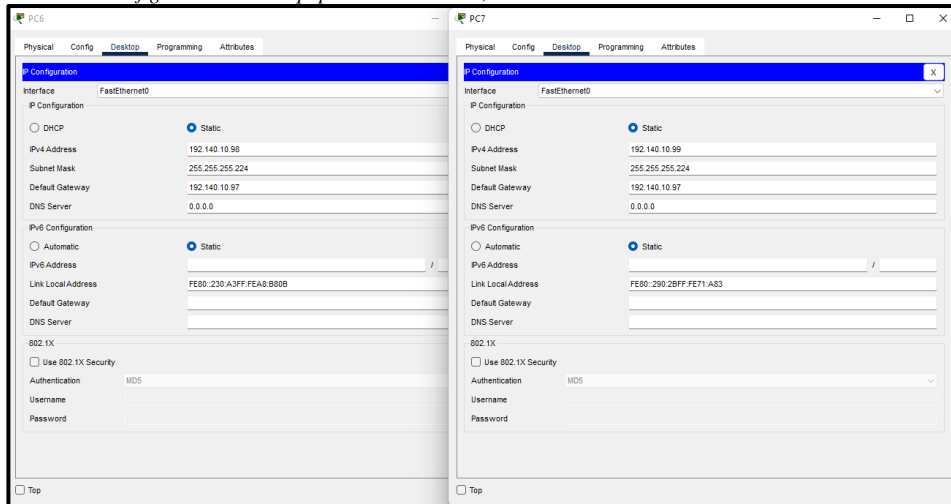 PC6
Physical Config Desktop Programming Attributes
IP Configuration
Interface FastEthernet0
IP Configuration
DHCP Static
IPv4 Address 192.140.10.98
Subnet Mask 255.255.255.224
Default Gateway 192.140.10.97
DNS Server 0.0.0.0
IPv6 Configuration
Automatic Static
IPv6 Address /
Link Local Address FE80::230:A3FF:FEA8:B80B
Default Gateway
DNS Server
802.1X
Use 802.1X Security
Authentication MD5
Username
Password
Top
PC7
Physical Config Desktop Programming Attributes
IP Configuration X
Interface FastEthernet0
IP Configuration
DHCP Static
IPv4 Address 192.140.10.99
Subnet Mask 255.255.255.224
Default Gateway 192.140.10.97
DNS Server 0.0.0.0
IPv6 Configuration
Automatic Static
IPv6 Address /
Link Local Address FE80::290:2BFF:FE71:A83
Default Gateway
DNS Server
802.1X
Use 802.1X Security
Authentication MD5
Username
Password
Top